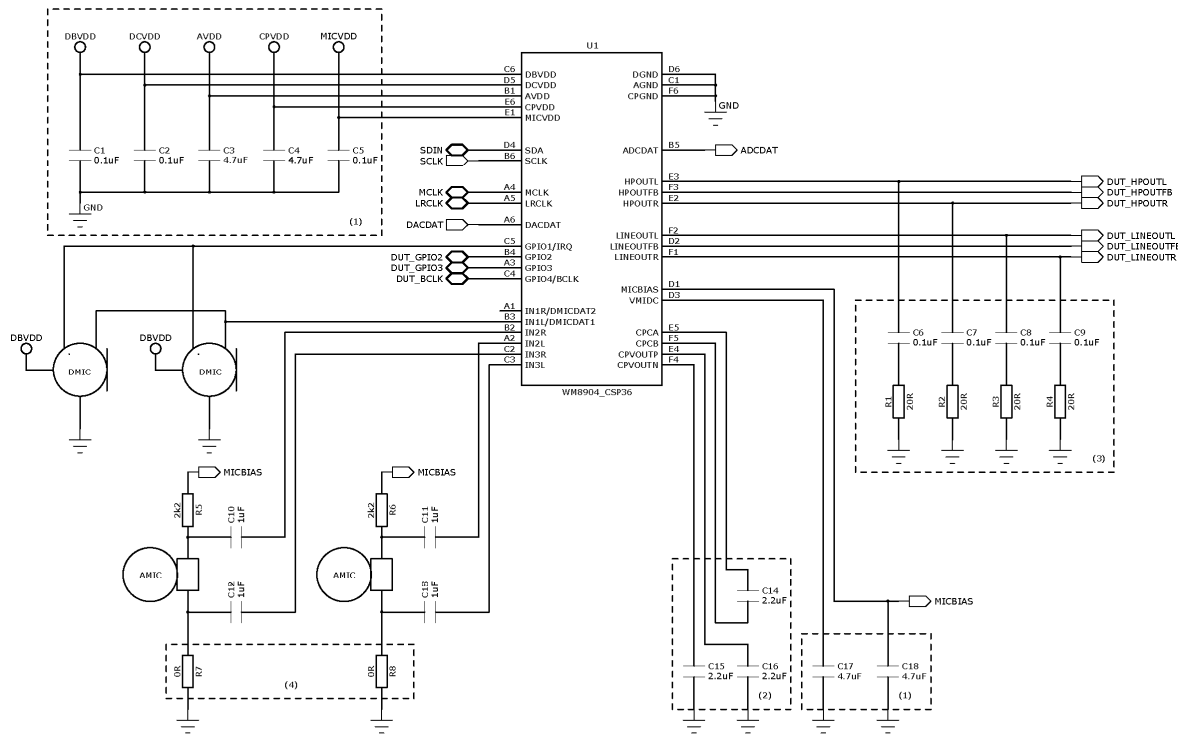 U1
DBVDD DCVDD AVDD CPVDD MICVDD
C6 DBVDD
D5 DCVDD
B1 AVDD
E6 CPVDD
E1 MICVDD
DGND D6
AGND C1
CPGND F6
GND
C1 0.1uF
C2 0.1uF
C3 4.7uF
C4 4.7uF
C5 0.1uF
GND
(1)
SDIN D4 SDA
SCLK B6 SCLK
MCLK A4 MCLK
LRCLK A5 LRCLK
DACDAT A6 DACDAT
C5 GPIO1/IRQ
DUT_GPIO2 B4 GPIO2
DUT_GPIO3 A3 GPIO3
DUT_BCLK C4 GPIO4/BCLK
A1 IN1R/DMICDAT2
B3 IN1L/DMICDAT1
B2 IN2R
A2 IN2L
C2 IN3R
C3 IN3L
ADCDAT B5 ADCDAT
HPOUTL E3 DUT_HPOUTL
HPOUTFB F3 DUT_HPOUTFB
HPOUTR E2 DUT_HPOUTR
LINEOUTL F2 DUT_LINEOUTL
LINEOUTFB D2 DUT_LINEOUTFB
LINEOUTR F1 DUT_LINEOUTR
MICBIAS D1
VMIDC D3
CPCA E5
CPCB F5
CPVOUTP E4
CPVOUTN F4
WM8904_CSP36
DBVDD
DMIC
DBVDD
DMIC
C6 0.1uF
C7 0.1uF
C8 0.1uF
C9 0.1uF
R1 20R
R2 20R
R3 20R
R4 20R
(3)
MICBIAS
2k2 R5
C10 1uF
AMIC
C12 1uF
0R R7
MICBIAS
2k2 R6
C11 1uF
AMIC
C13 1uF
0R R8
(4)
C14 2.2uF
C15 2.2uF
C16 2.2uF
(2)
MICBIAS
C17 4.7uF
C18 4.7uF
(1)